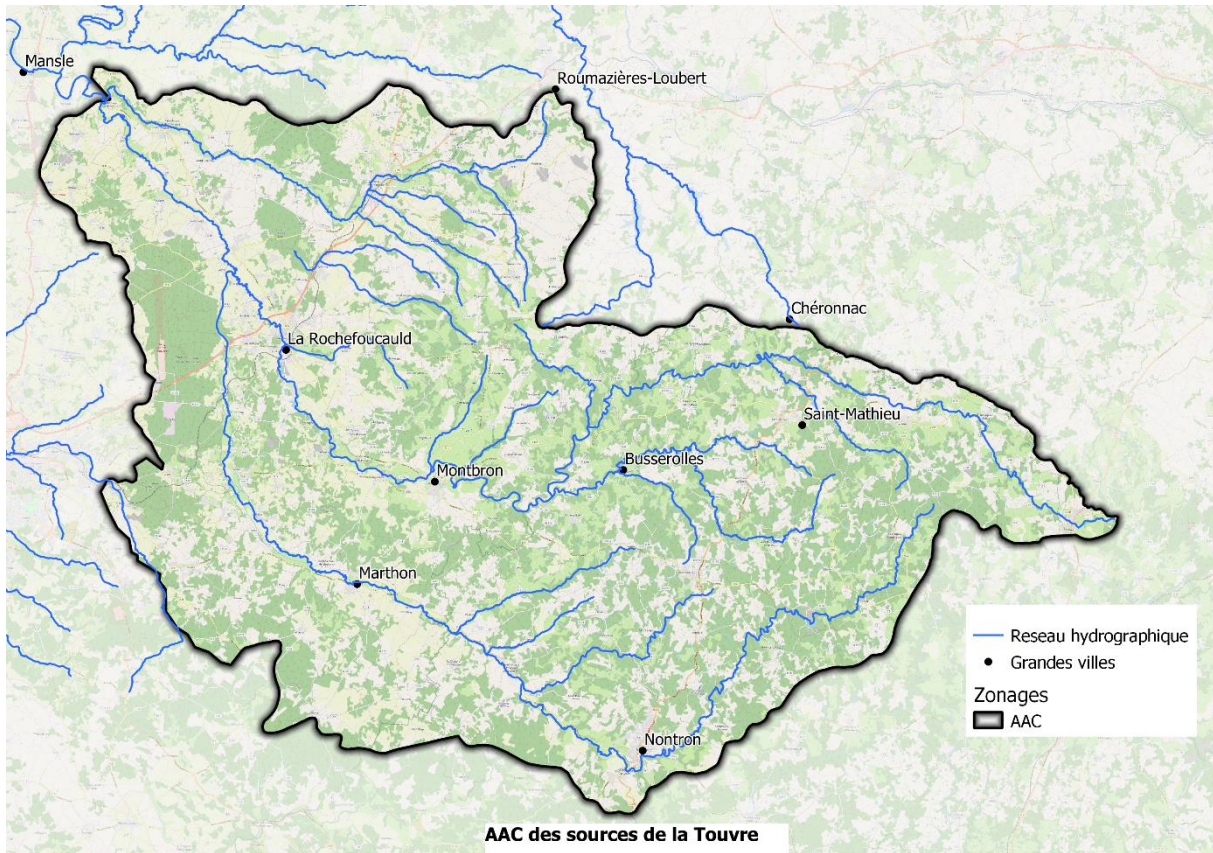 Mansle
Roumazières-Loubert
Chéronnac
La Rochefoucauld
Saint-Mathieu
Busserolles
Montbron
Marthon
Reseau hydrographique
Grandes villes
Zonages
AAC
Nontron
AAC des sources de la Touvre